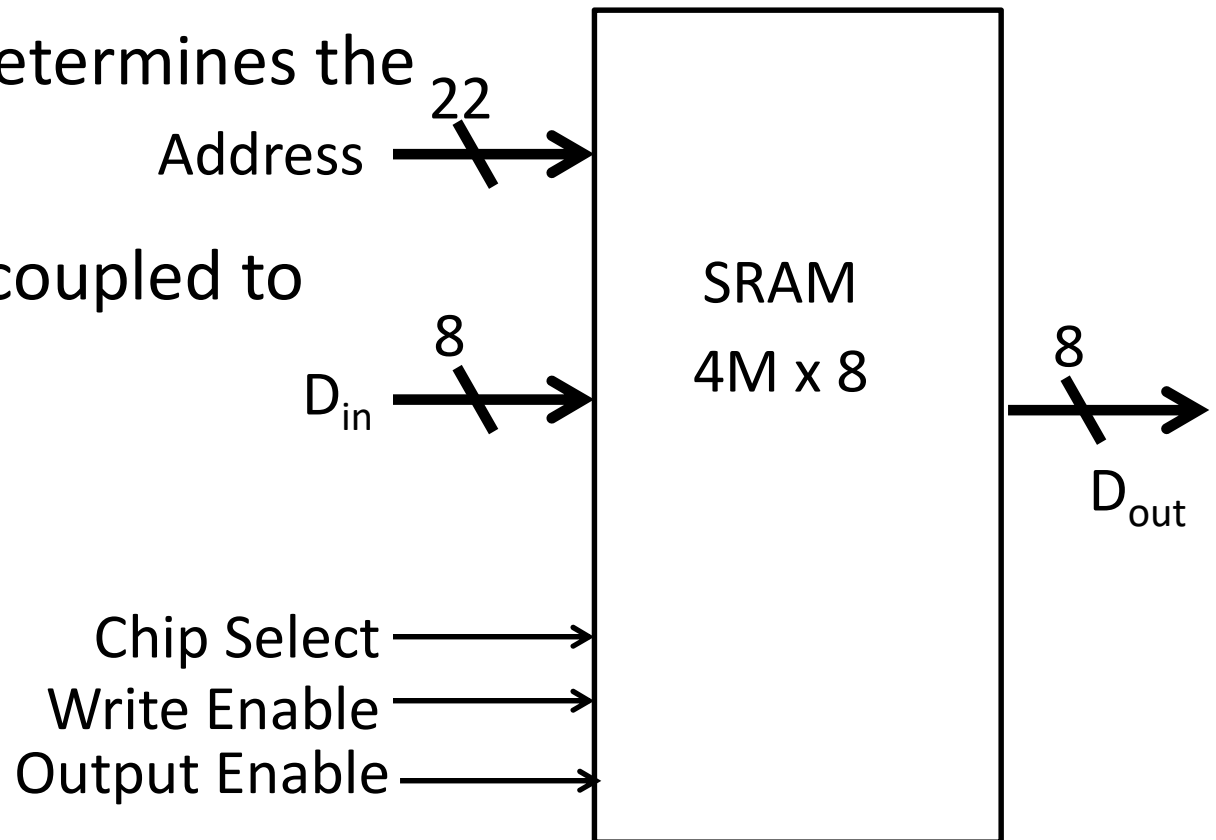 etermines the
22
Address
coupled to
SRAM
8
8
4M x 8
Din
Dout
Chip Select
Write Enable
Output Enable